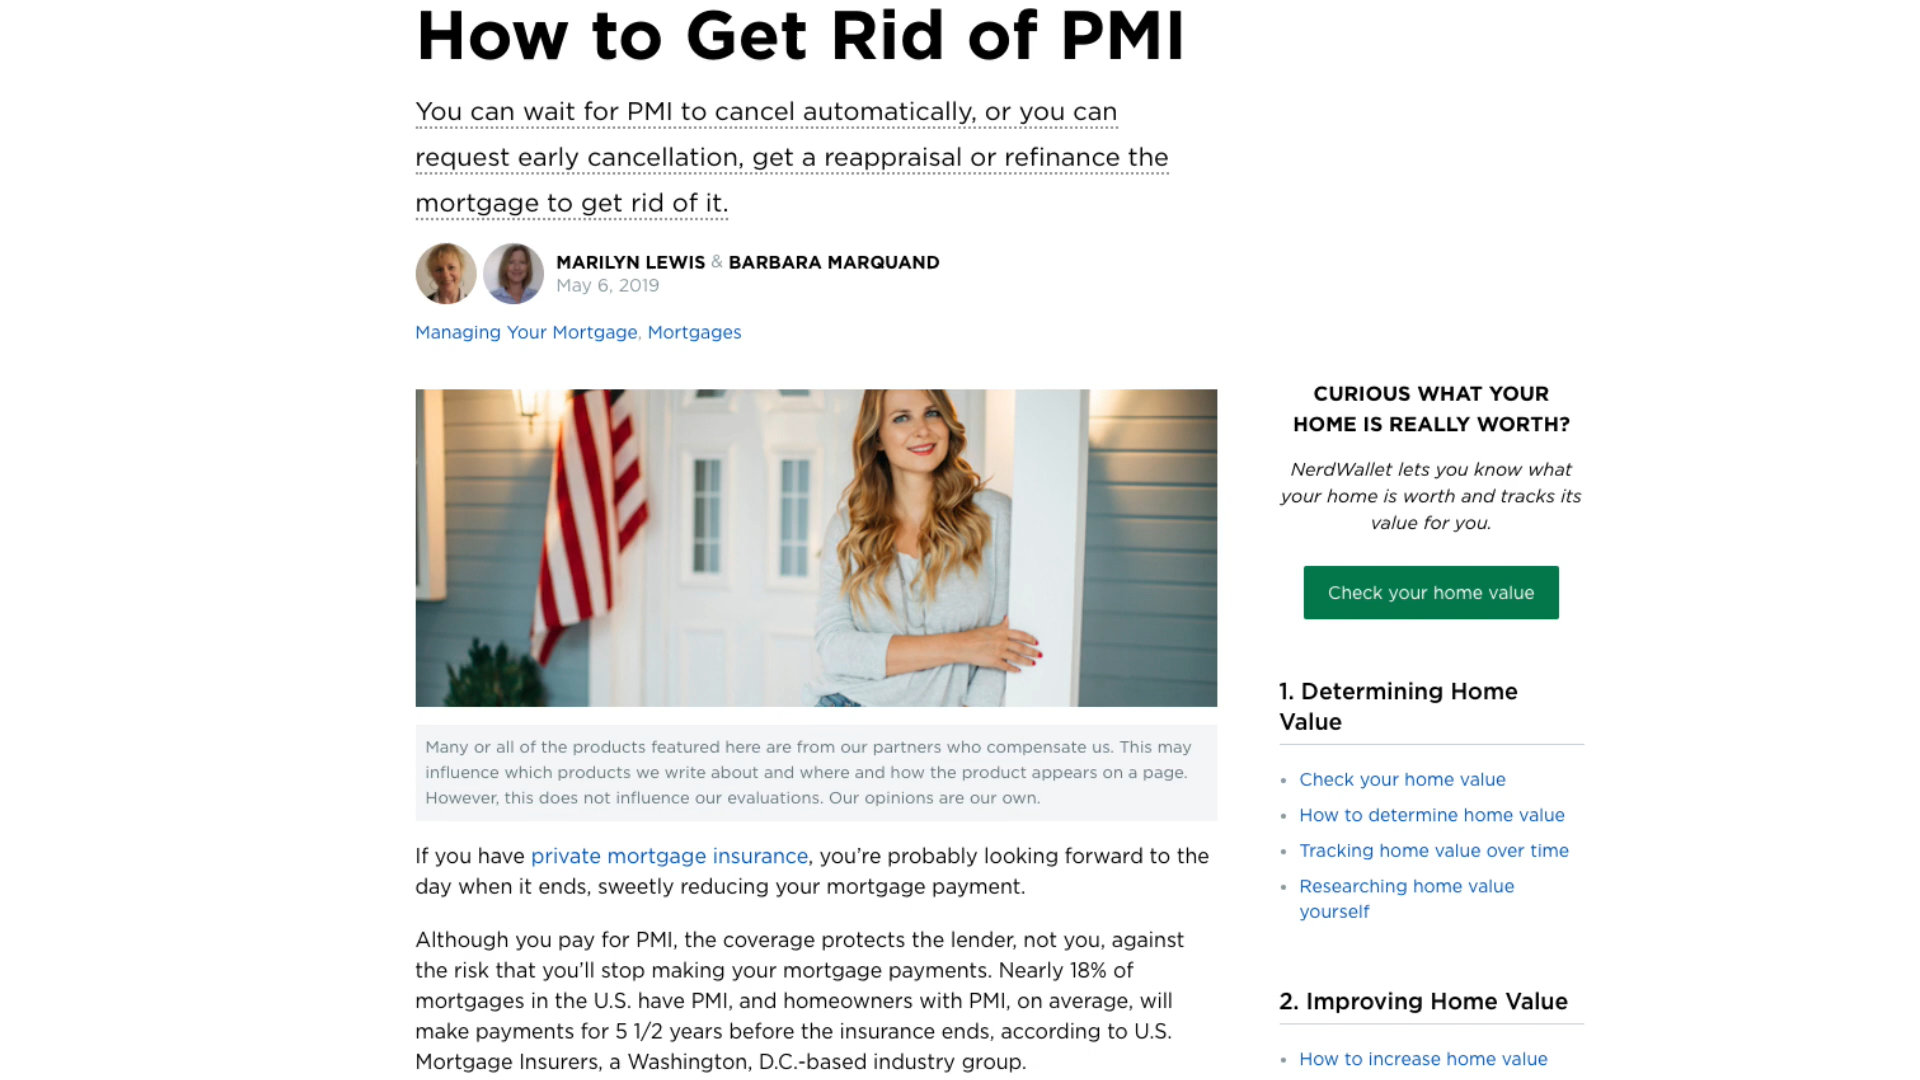 How to Get Rid of PMI
You can wait for PMI to cancel automatically, or you can
request early cancellation, get a reappraisal or refinance the
mortgage to get rid of it.
MARILYN LEWIS & BARBARA MARQUAND
May 6, 2019
Managing Your Mortgage, Mortgages
Many or all of the products featured here are from our partners who compensate us. This may
influence which products we write about and where and how the product appears on a page.
However, this does not influence our evaluations. Our opinions are our own.
If you have private mortgage insurance, you’re probably looking forward to the
day when it ends, sweetly reducing your mortgage payment.
Although you pay for PMI, the coverage protects the lender, not you, against
the risk that you’ll stop making your mortgage payments. Nearly 18% of
mortgages in the U.S. have PMI, and homeowners with PMI, on average, will
make payments for 5 1/2 years before the insurance ends, according to U.S.
Mortgage Insurers, a Washington, D.C.-based industry group.
CURIOUS WHAT YOUR
HOME IS REALLY WORTH?
NerdWallet lets you know what
your home is worth and tracks its
value for you.
Check your home value
1. Determining Home
Value
• Check your home value
• How to determine home value
• Tracking home value over time
• Researching home value
yourself
2. Improving Home Value
• How to increase home value